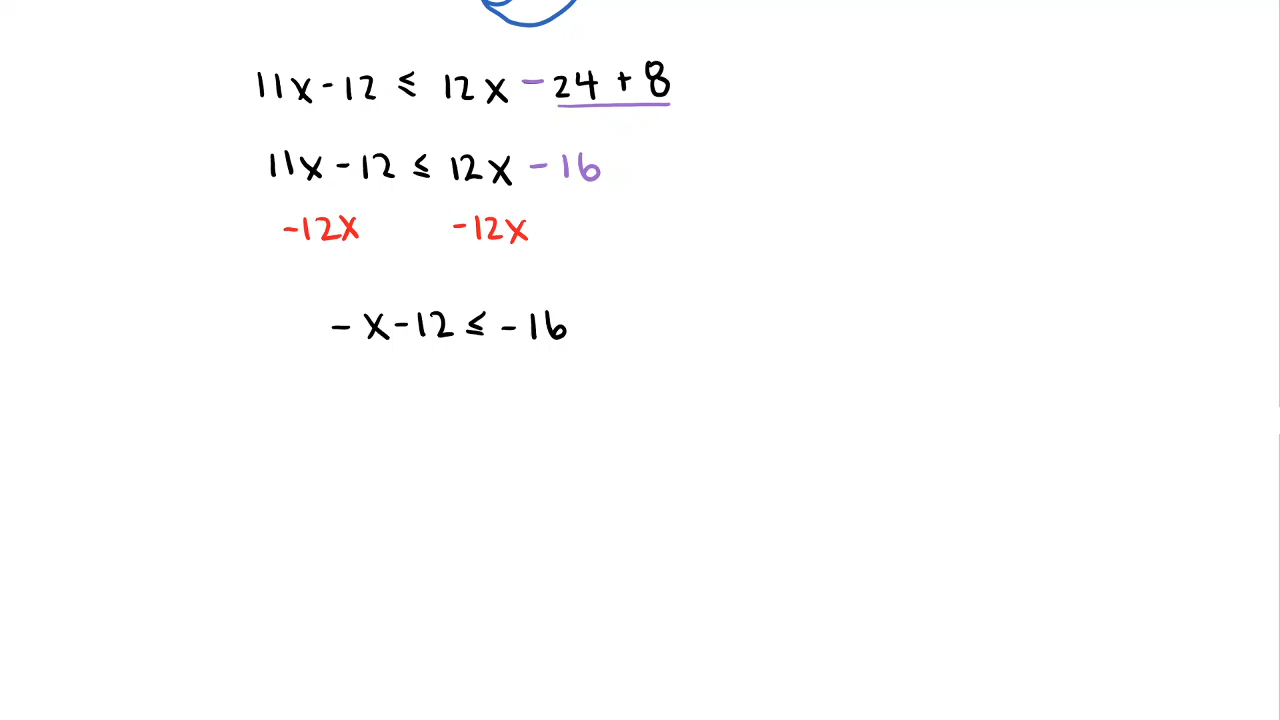 11x - 12 ≤ 12x - 24 + 8
11x - 12 ≤ 12x - 16
-12x -12x
-x - 12 ≤ -16